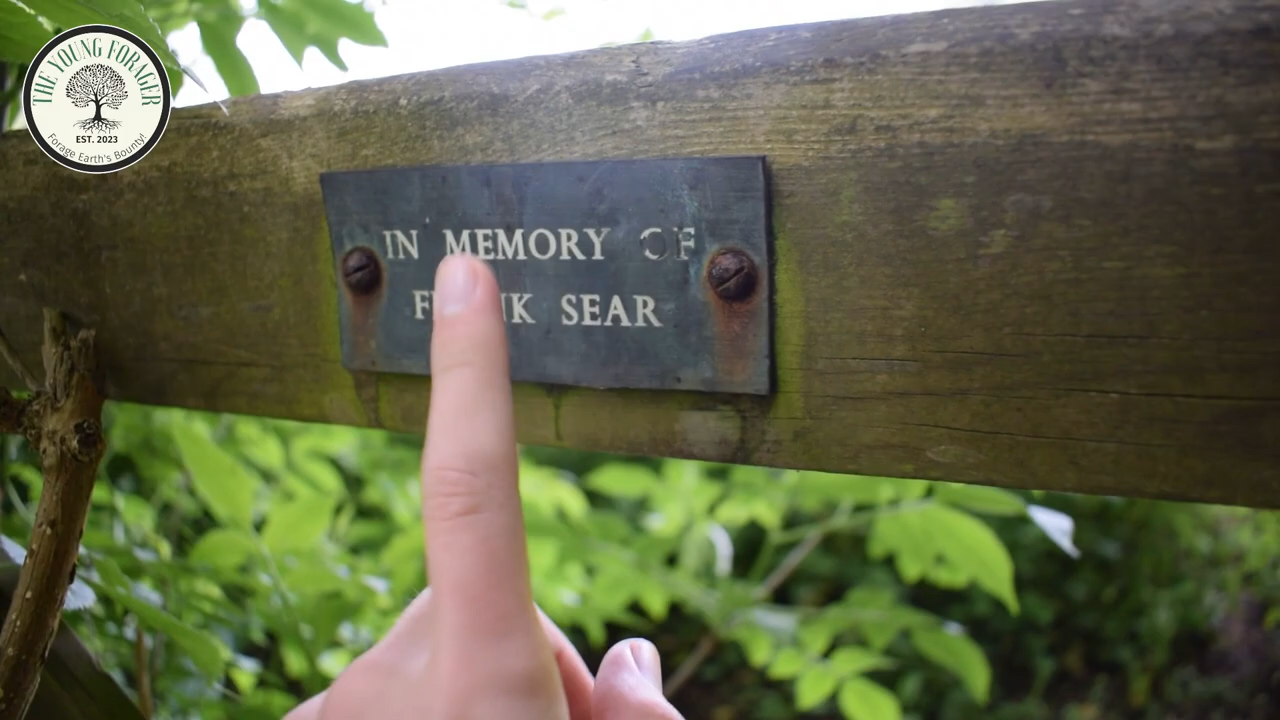 THE YOUNG FORAGER
EST. 2023
Forage Earth's Bounty!
IN MEMORY OF
SEAR